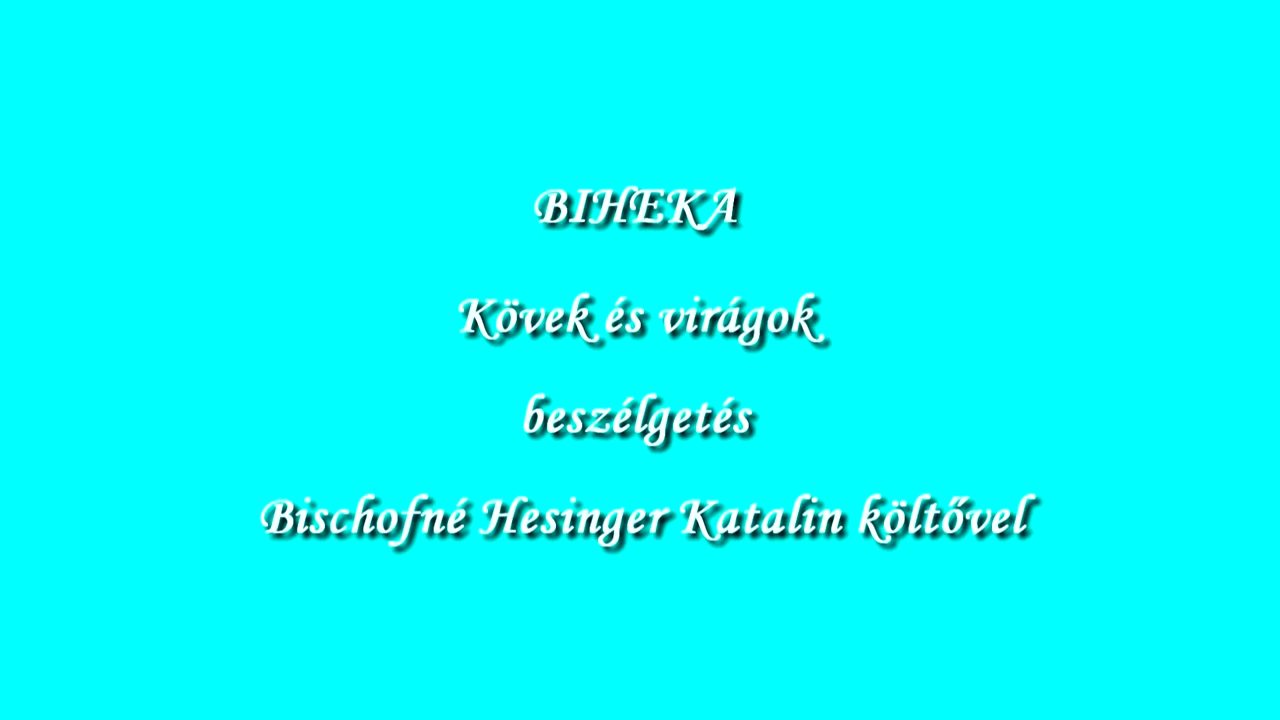 BIHEKA
Kövek és virágok
beszélgetés
Bischofné Hesinger Katalin költővel